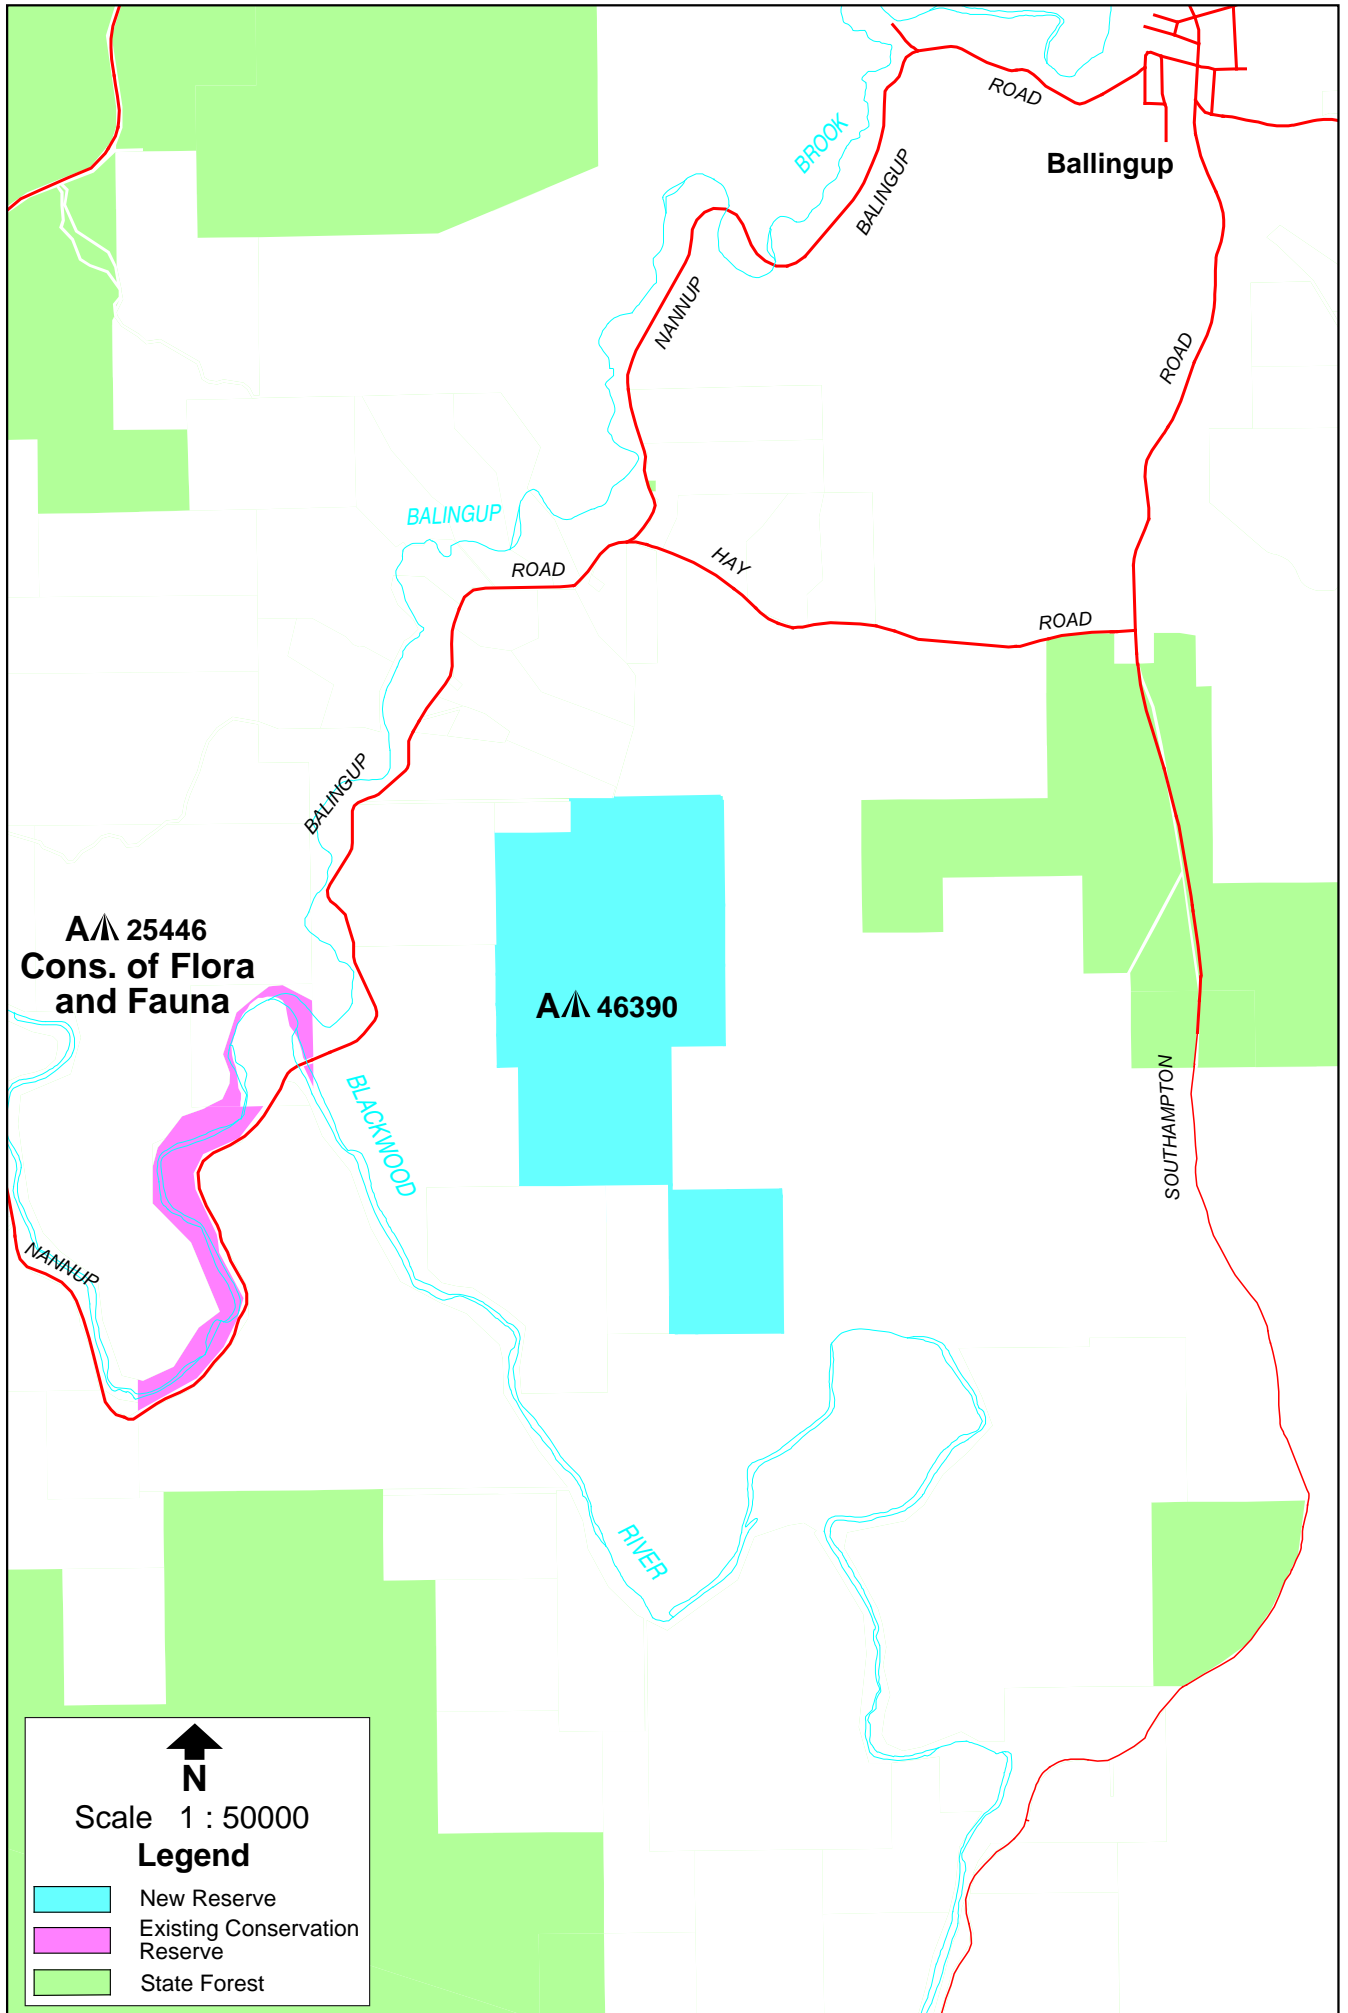 ROAD
BROOK
Ballingup
BALINGUP
NANNUP
ROAD
BALINGUP
HAY
ROAD
ROAD
BALINGUP
A 25446
Cons. of Flora
and Fauna
A 46390
BLACKWOOD
SOUTHAMPTON
NANNUP
RIVER
N
Scale 1 : 50000
Legend
New Reserve
Existing Conservation
Reserve
State Forest